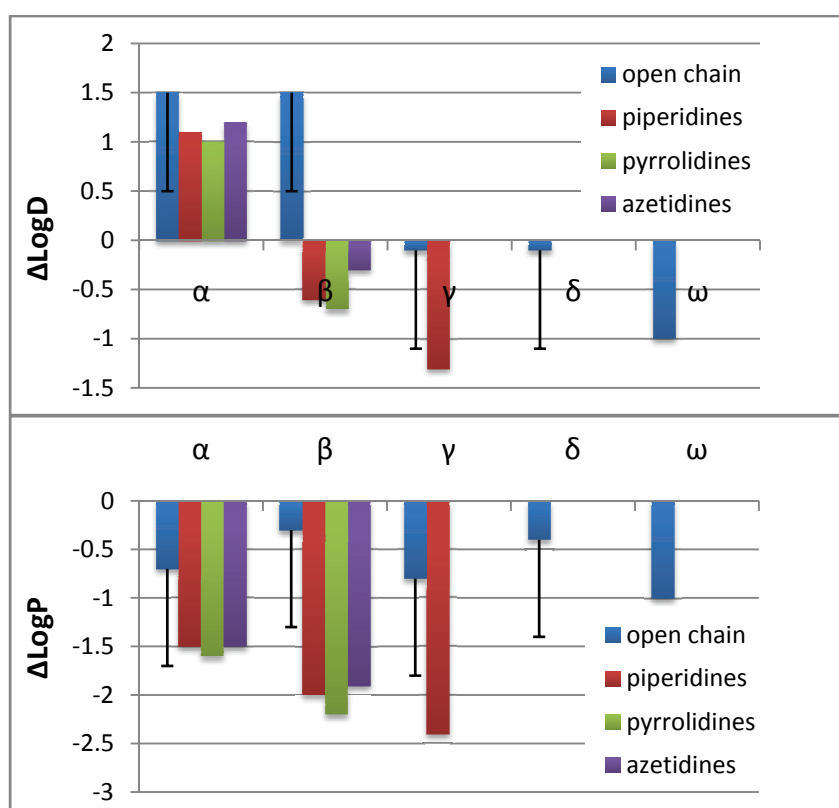 2
1.5
1
0.5
0
-0.5
-1
-1.5
ΔLogD
α β γ δ ω
open chain
piperidines
pyrrolidines
azetidines
α β γ δ ω
0
-0.5
-1
-1.5
-2
-2.5
-3
ΔLogP
open chain
piperidines
pyrrolidines
azetidines